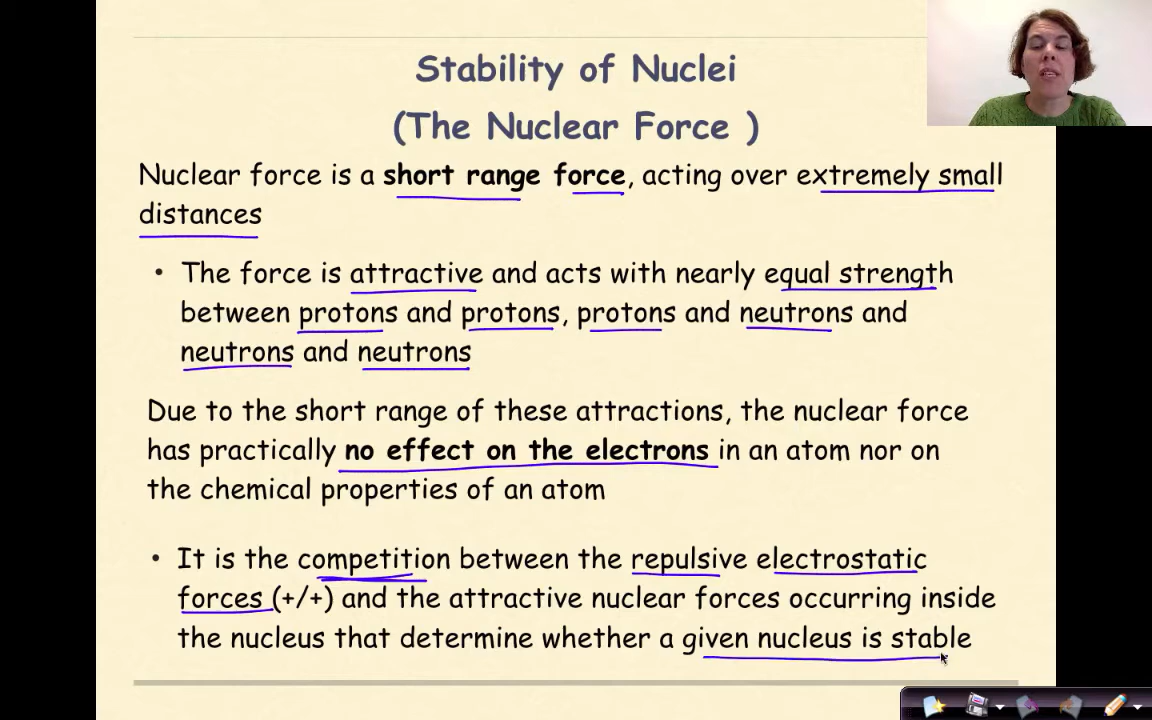 Stability of Nuclei
(The Nuclear Force )
Nuclear force is a short range force, acting over extremely small
distances
• The force is attractive and acts with nearly equal strength
between protons and protons, protons and neutrons and
neutrons and neutrons
Due to the short range of these attractions, the nuclear force
has practically no effect on the electrons in an atom nor on
the chemical properties of an atom
• It is the competition between the repulsive electrostatic
forces (+/+) and the attractive nuclear forces occurring inside
the nucleus that determine whether a given nucleus is stable